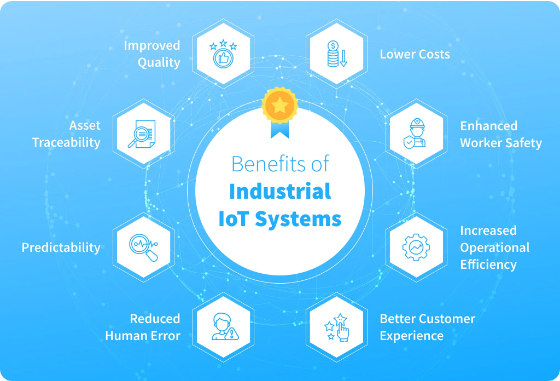 Improved
Quality
Lower Costs
Asset
Traceability
Enhanced
Worker Safety
Benefits of
Industrial
IoT Systems
Predictability
Increased
Operational
Efficiency
Reduced
Human Error
Better Customer
Experience